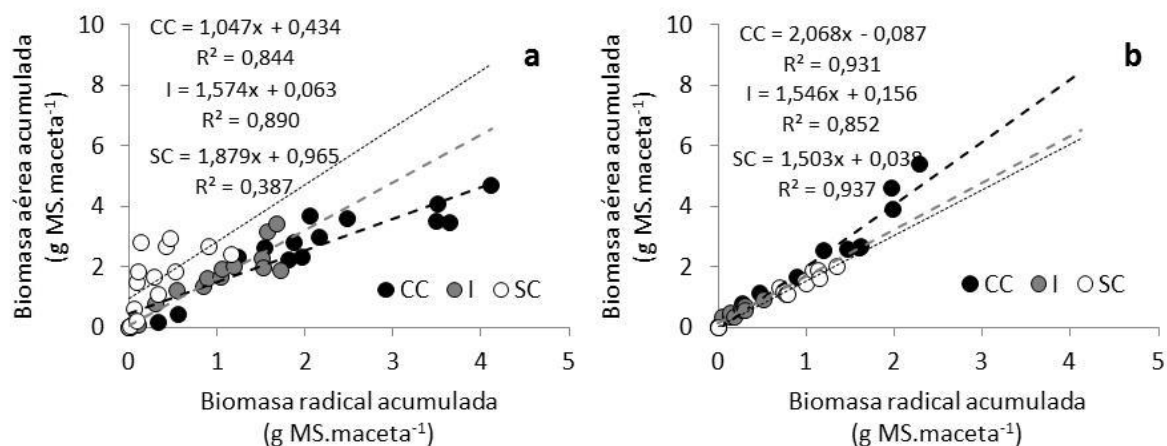 Biomasa aérea acumulada
(g MS.maceta⁻¹)
10
8
6
4
2
0
CC = 1,047x + 0,434
R² = 0,844
I = 1,574x + 0,063
R² = 0,890
SC = 1,879x + 0,965
R² = 0,387
a
CC I SC
0 1 2 3 4 5
Biomasa radical acumulada
(g MS.maceta⁻¹)
Biomasa aérea acumulada
(g MS.maceta⁻¹)
10
8
6
4
2
0
CC = 2,068x - 0,087
R² = 0,931
I = 1,546x + 0,156
R² = 0,852
SC = 1,503x + 0,038
R² = 0,937
b
CC I SC
0 1 2 3 4 5
Biomasa radical acumulada
(g MS.maceta⁻¹)